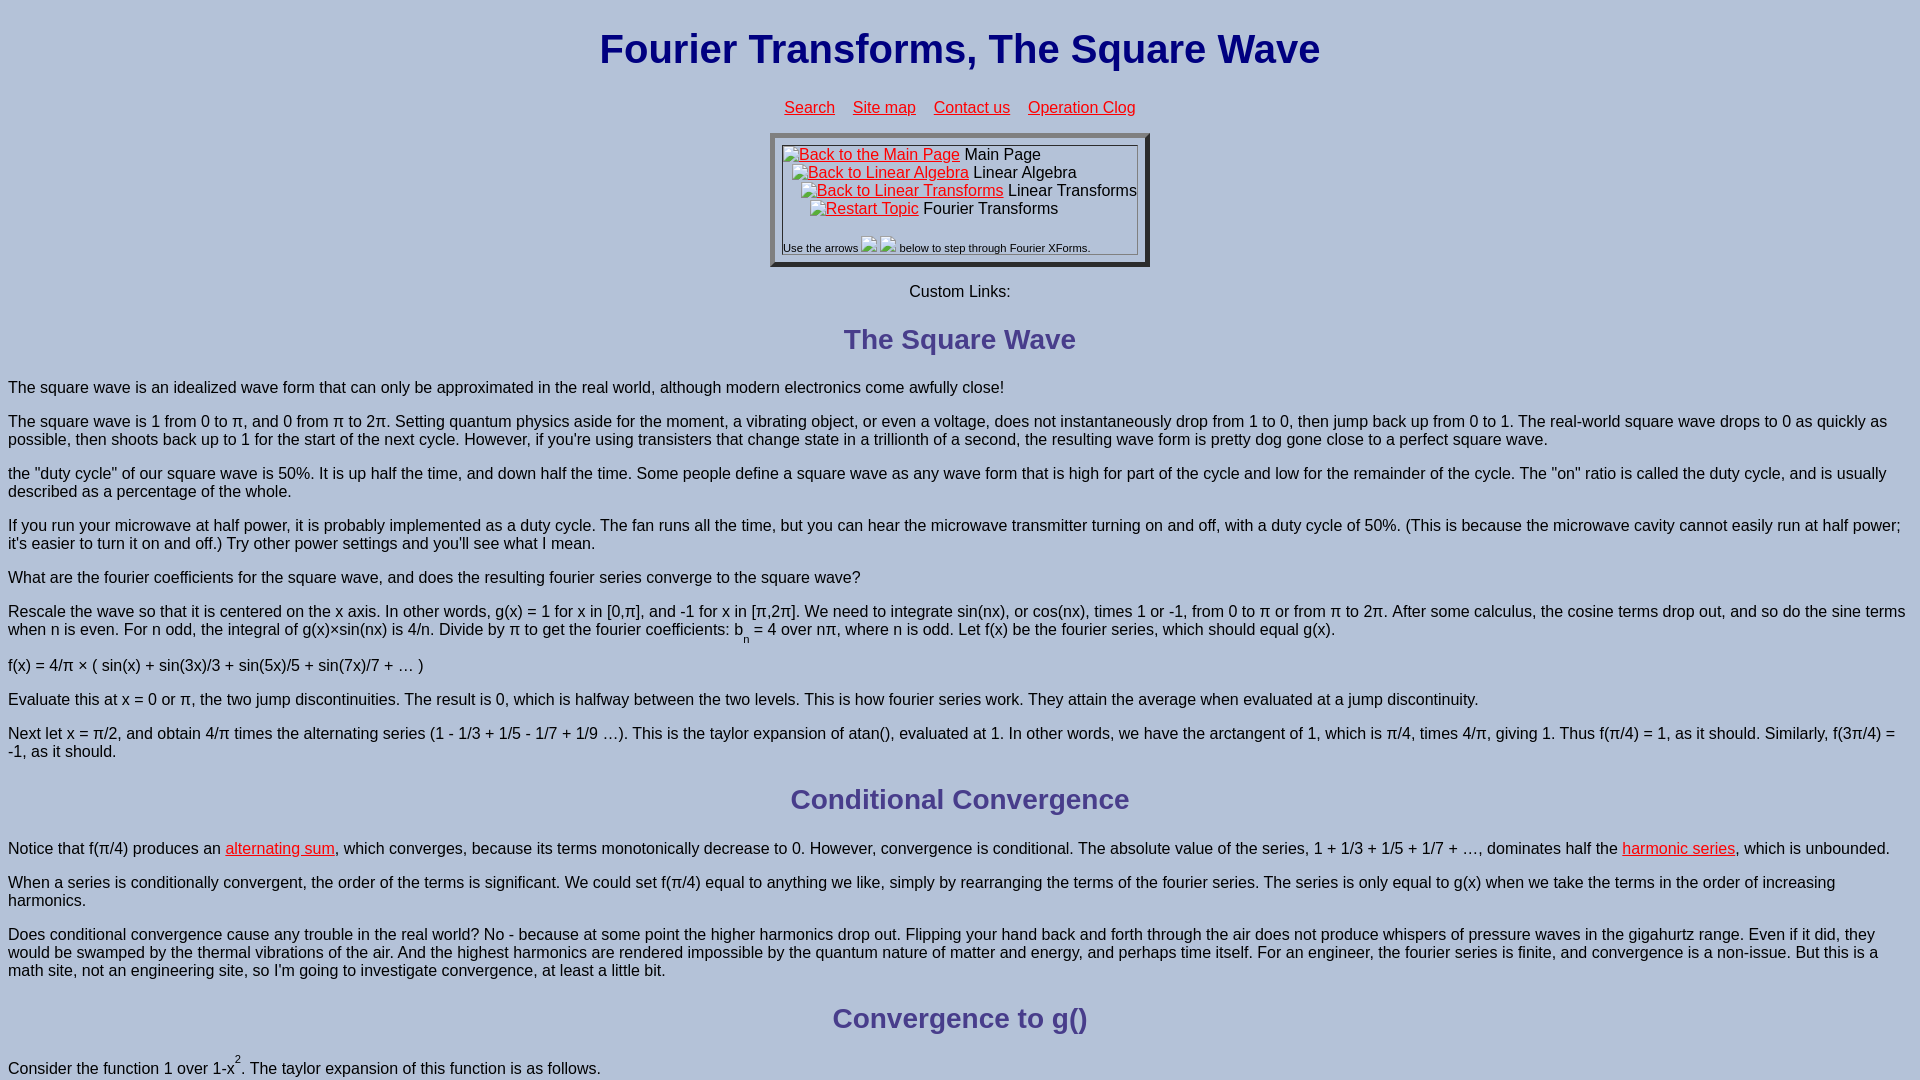 Fourier Transforms, The Square Wave
Search Site map Contact us Operation Clog
Back to the Main Page Main Page
Back to Linear Algebra Linear Algebra
Back to Linear Transforms Linear Transforms
Restart Topic Fourier Transforms
Use the arrows below to step through Fourier XForms.
Custom Links:
The Square Wave
The square wave is an idealized wave form that can only be approximated in the real world, although modern electronics come awfully close!
The square wave is 1 from 0 to π, and 0 from π to 2π. Setting quantum physics aside for the moment, a vibrating object, or even a voltage, does not instantaneously drop from 1 to 0, then jump back up from 0 to 1. The real-world square wave drops to 0 as quickly as
possible, then shoots back up to 1 for the start of the next cycle. However, if you're using transisters that change state in a trillionth of a second, the resulting wave form is pretty dog gone close to a perfect square wave.
the "duty cycle" of our square wave is 50%. It is up half the time, and down half the time. Some people define a square wave as any wave form that is high for part of the cycle and low for the remainder of the cycle. The "on" ratio is called the duty cycle, and is usually
described as a percentage of the whole.
If you run your microwave at half power, it is probably implemented as a duty cycle. The fan runs all the time, but you can hear the microwave transmitter turning on and off, with a duty cycle of 50%. (This is because the microwave cavity cannot easily run at half power;
it's easier to turn it on and off.) Try other power settings and you'll see what I mean.
What are the fourier coefficients for the square wave, and does the resulting fourier series converge to the square wave?
Rescale the wave so that it is centered on the x axis. In other words, g(x) = 1 for x in [0,π], and -1 for x in [π,2π]. We need to integrate sin(nx), or cos(nx), times 1 or -1, from 0 to π or from π to 2π. After some calculus, the cosine terms drop out, and so do the sine terms
when n is even. For n odd, the integral of g(x)×sin(nx) is 4/n. Divide by π to get the fourier coefficients: bn = 4 over nπ, where n is odd. Let f(x) be the fourier series, which should equal g(x).
f(x) = 4/π × ( sin(x) + sin(3x)/3 + sin(5x)/5 + sin(7x)/7 + … )
Evaluate this at x = 0 or π, the two jump discontinuities. The result is 0, which is halfway between the two levels. This is how fourier series work. They attain the average when evaluated at a jump discontinuity.
Next let x = π/2, and obtain 4/π times the alternating series (1 - 1/3 + 1/5 - 1/7 + 1/9 …). This is the taylor expansion of atan(), evaluated at 1. In other words, we have the arctangent of 1, which is π/4, times 4/π, giving 1. Thus f(π/4) = 1, as it should. Similarly, f(3π/4) =
-1, as it should.
Conditional Convergence
Notice that f(π/4) produces an alternating sum, which converges, because its terms monotonically decrease to 0. However, convergence is conditional. The absolute value of the series, 1 + 1/3 + 1/5 + 1/7 + …, dominates half the harmonic series, which is unbounded.
When a series is conditionally convergent, the order of the terms is significant. We could set f(π/4) equal to anything we like, simply by rearranging the terms of the fourier series. The series is only equal to g(x) when we take the terms in the order of increasing
harmonics.
Does conditional convergence cause any trouble in the real world? No - because at some point the higher harmonics drop out. Flipping your hand back and forth through the air does not produce whispers of pressure waves in the gigahurtz range. Even if it did, they
would be swamped by the thermal vibrations of the air. And the highest harmonics are rendered impossible by the quantum nature of matter and energy, and perhaps time itself. For an engineer, the fourier series is finite, and convergence is a non-issue. But this is a
math site, not an engineering site, so I'm going to investigate convergence, at least a little bit.
Convergence to g()
Consider the function 1 over 1-x2. The taylor expansion of this function is as follows.